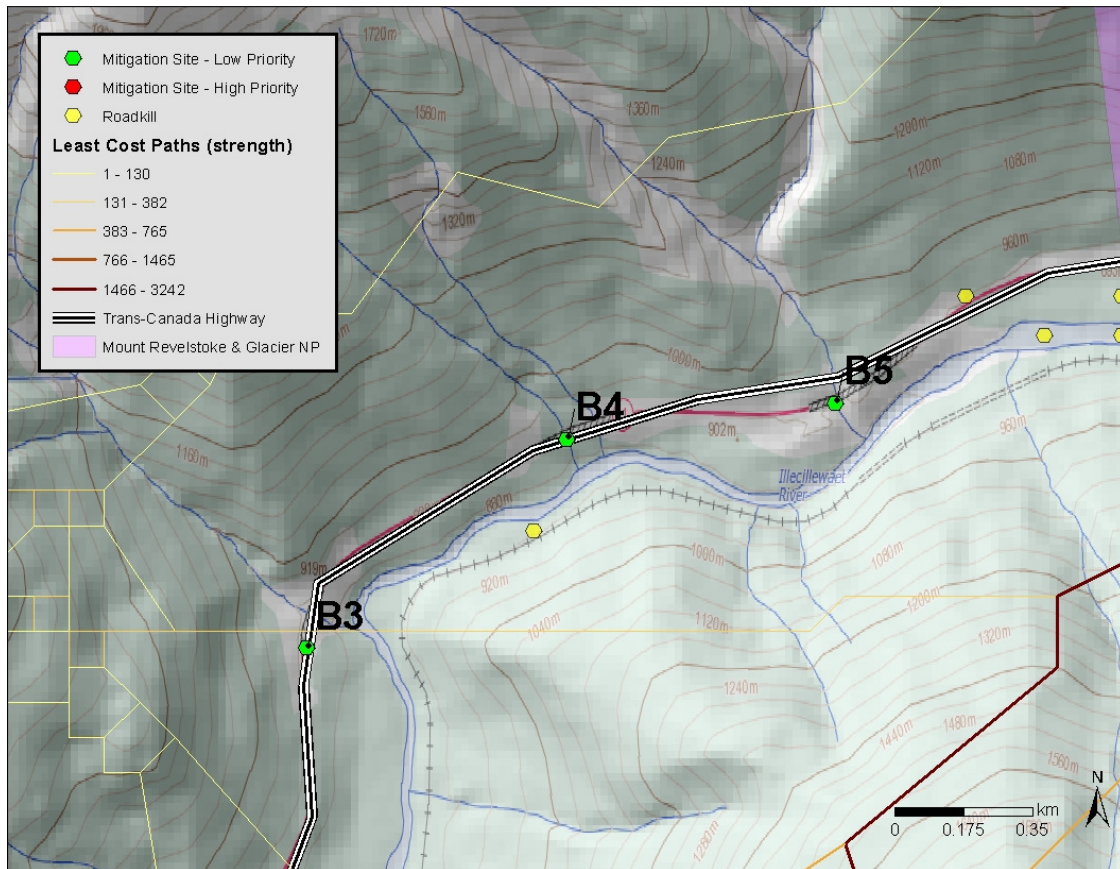 Mitigation Site - Low Priority
Mitigation Site - High Priority
Roadkill
Least Cost Paths (strength)
1 - 130
131 - 382
383 - 765
766 - 1465
1466 - 3242
Trans-Canada Highway
Mount Revelstoke & Glacier NP
1720m
1560m
1360m
1240m
1320m
1200m
1120m
1080m
960m
1000m
B5
B4
902m
1160m
960m
Illecillewaet
River
880m
919m
920m
1000m
1080m
B3
1040m
1120m
1200m
1320m
1240m
1480m
1440m
1560m
1280m
N
km
0 0.175 0.35